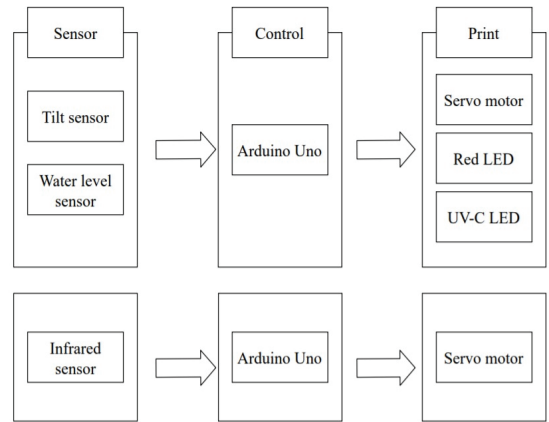 Sensor
Control
Print
Tilt sensor
Water level
sensor
Arduino Uno
Servo motor
Red LED
UV-C LED
Infrared
sensor
Arduino Uno
Servo motor